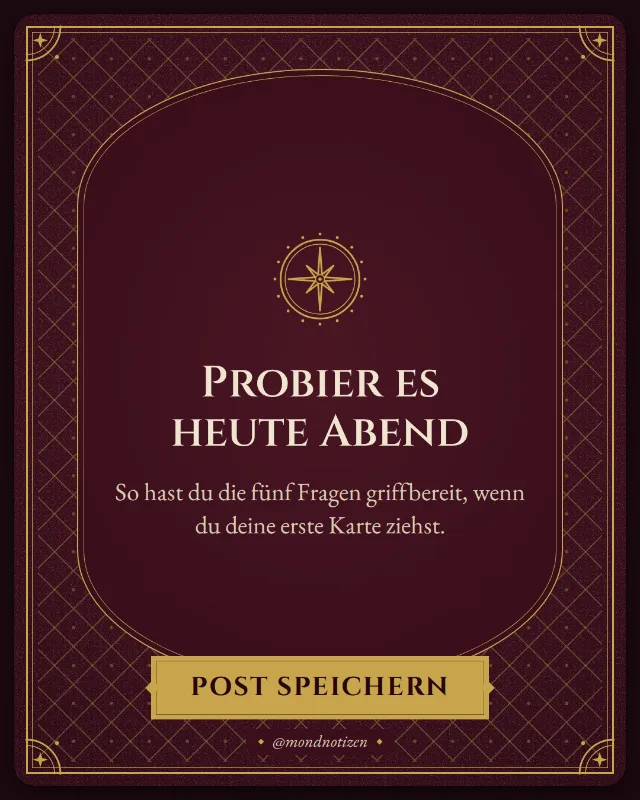 Probier es
heute Abend
So hast du die fünf Fragen griffbereit, wenn
du deine erste Karte ziehst.
POST SPEICHERN
@mondnotizen